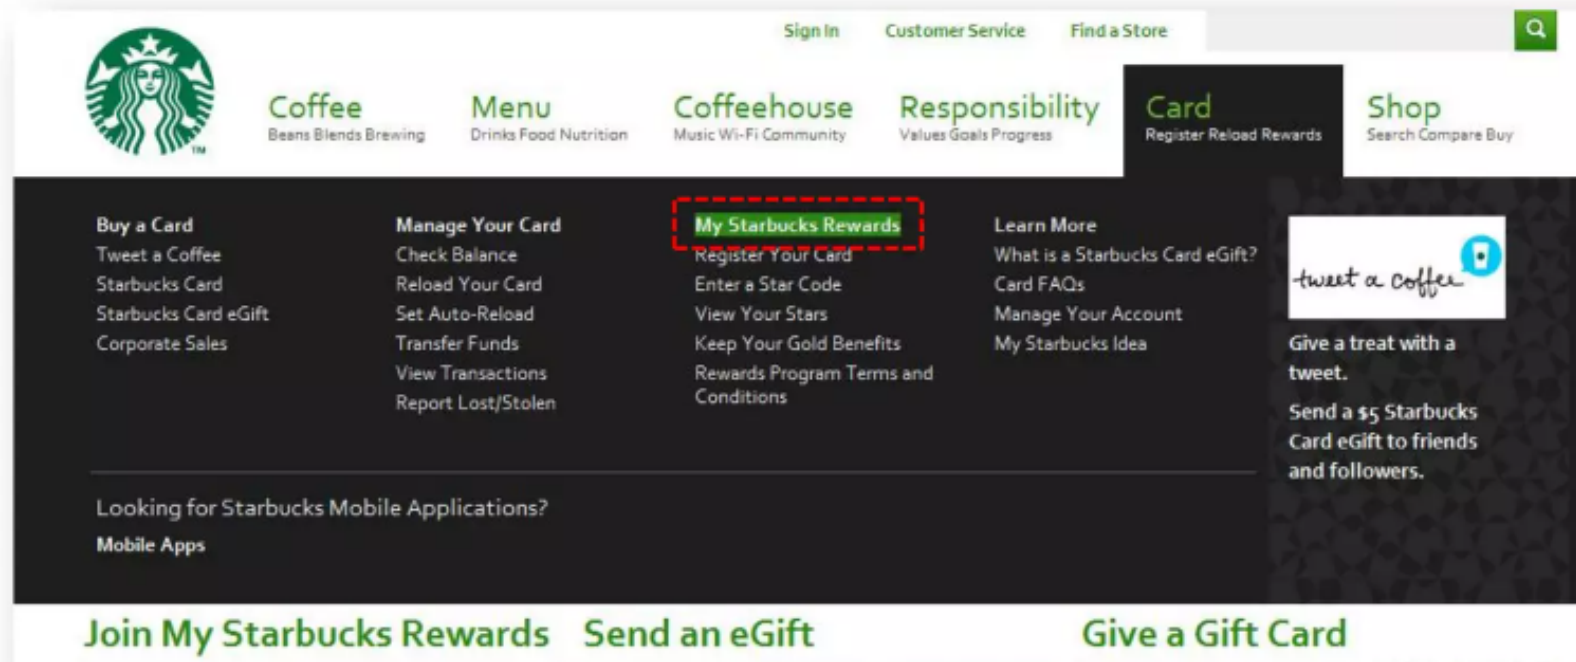 Sign In Customer Service Find a Store
Coffee Menu Coffeehouse Responsibility Card Shop
Beans Blends Brewing Drinks Food Nutrition Music Wi-Fi Community Values Goals Progress Register Reload Rewards Search Compare Buy
TM
Buy a Card
Tweet a Coffee
Starbucks Card
Starbucks Card eGift
Corporate Sales
Manage Your Card
Check Balance
Reload Your Card
Set Auto-Reload
Transfer Funds
View Transactions
Report Lost/Stolen
My Starbucks Rewards
Register Your Card
Enter a Star Code
View Your Stars
Keep Your Gold Benefits
Rewards Program Terms and
Conditions
Learn More
What is a Starbucks Card eGift?
Card FAQs
Manage Your Account
My Starbucks Idea
tweet a coffee
Give a treat with a
tweet.
Send a $5 Starbucks
Card eGift to friends
and followers.
Looking for Starbucks Mobile Applications?
Mobile Apps
Join My Starbucks Rewards Send an eGift Give a Gift Card